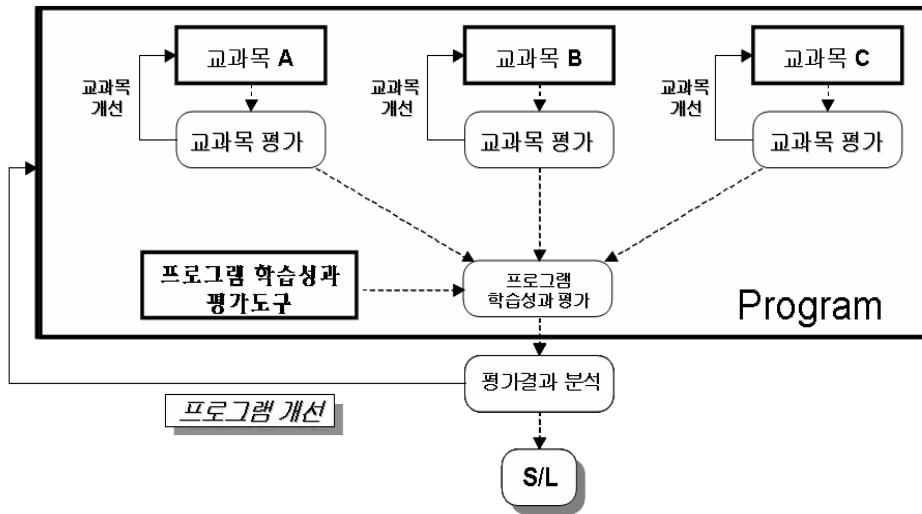 교과목 A
교과목 B
교과목 C
교과목
개선
교과목
개선
교과목
개선
교과목 평가
교과목 평가
교과목 평가
프로그램 학습성과
평가도구
프로그램
학습성과 평가
Program
평가결과 분석
프로그램 개선
S/L